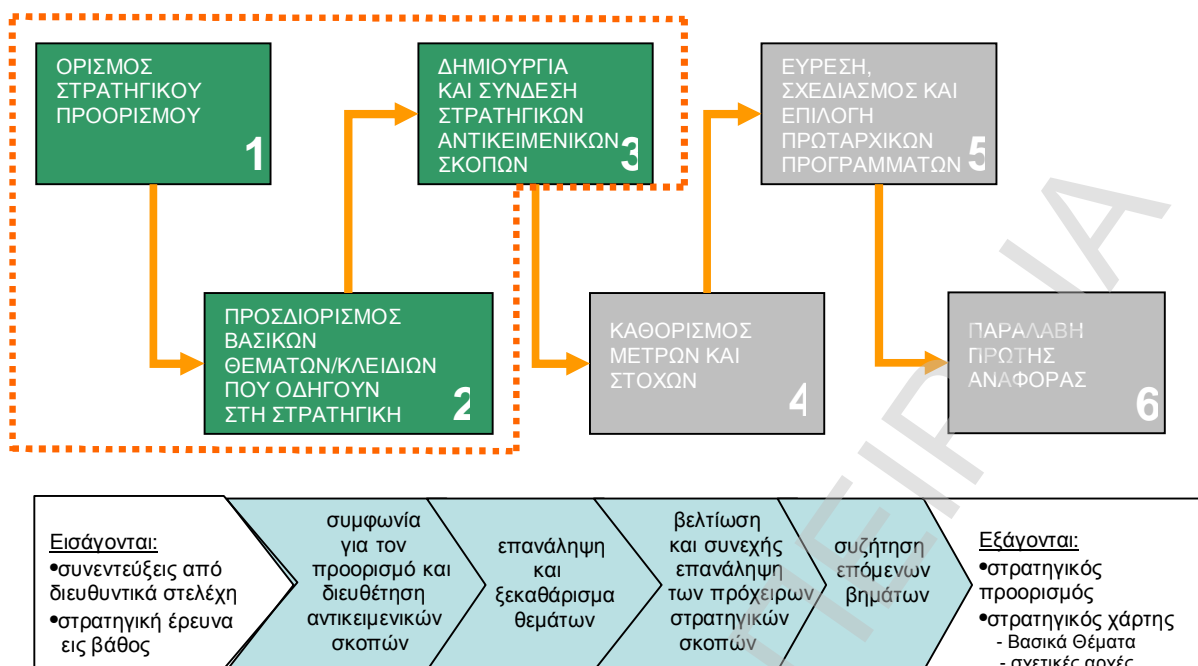 ΟΡΙΣΜΟΣ
ΣΤΡΑΤΗΓΙΚΟΥ
ΠΡΟΟΡΙΣΜΟΥ
1
ΔΗΜΙΟΥΡΓΙΑ
ΚΑΙ ΣΥΝΔΕΣΗ
ΣΤΡΑΤΗΓΙΚΩΝ
ΑΝΤΙΚΕΙΜΕΝΙΚΩΝ
ΣΚΟΠΩΝ
3
ΕΥΡΕΣΗ,
ΣΧΕΔΙΑΣΜΟΣ ΚΑΙ
ΕΠΙΛΟΓΗ
ΠΡΩΤΑΡΧΙΚΩΝ
ΠΡΟΓΡΑΜΜΑΤΩΝ
5
ΠΡΟΣΔΙΟΡΙΣΜΟΣ
ΒΑΣΙΚΩΝ
ΘΕΜΑΤΩΝ/ΚΛΕΙΔΙΩΝ
ΠΟΥ ΟΔΗΓΟΥΝ
ΣΤΗ ΣΤΡΑΤΗΓΙΚΗ
2
ΚΑΘΟΡΙΣΜΟΣ
ΜΕΤΡΩΝ ΚΑΙ
ΣΤΟΧΩΝ
4
ΠΑΡΑΛΑΒΗ
ΠΡΩΤΗΣ
ΑΝΑΦΟΡΑΣ
6
Εισάγονται:
•συνεντεύξεις από
διευθυντικά στελέχη
•στρατηγική έρευνα
εις βάθος
συμφωνία
για τον
προορισμό και
διευθέτηση
αντικειμενικών
σκοπών
επανάληψη
και
ξεκαθάρισμα
θεμάτων
βελτίωση
και συνεχής
επανάληψη
των πρόχειρων
στρατηγικών
σκοπών
συζήτηση
επόμενων
βημάτων
Εξάγονται:
•στρατηγικός
προορισμός
•στρατηγικός χάρτης
- Βασικά Θέματα
- σχετικές αρχές